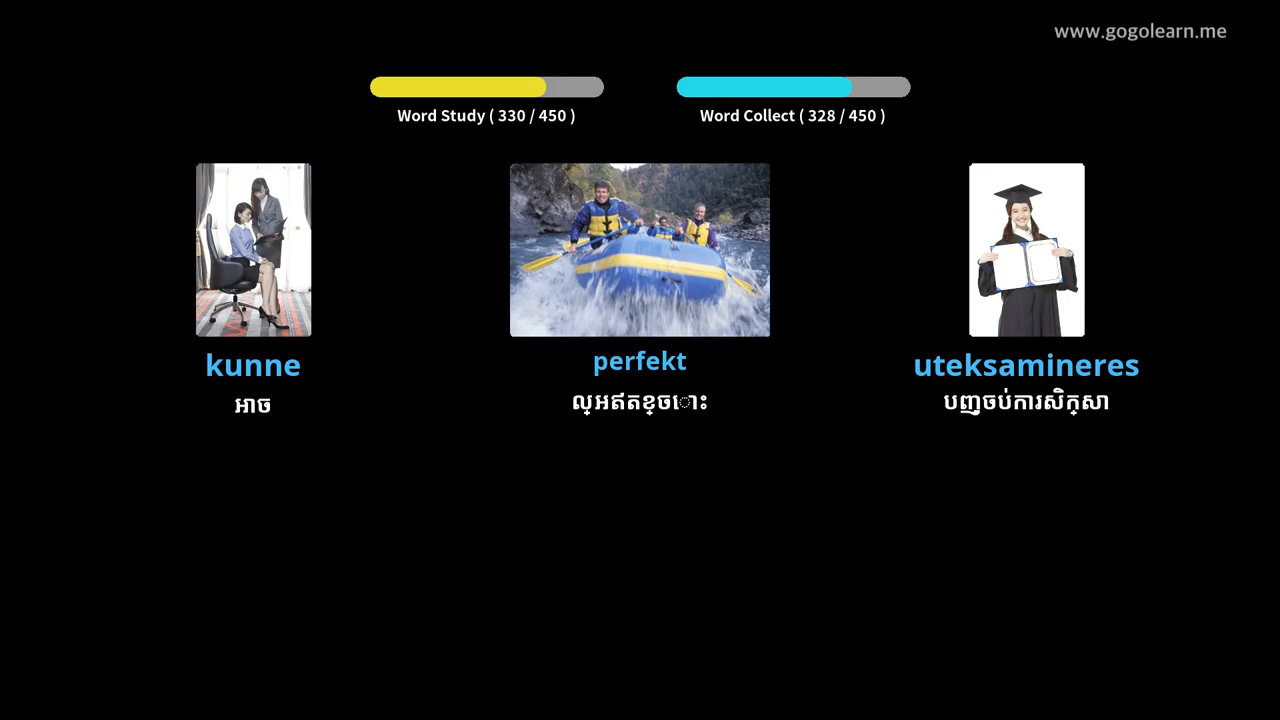 www.gogolearn.me
Word Study ( 330 / 450 )
Word Collect ( 328 / 450 )
kunne
perfekt
uteksamineres
អាច
ល្អឥតខ្ចោះ
បញ្ចប់ការសិក្សា